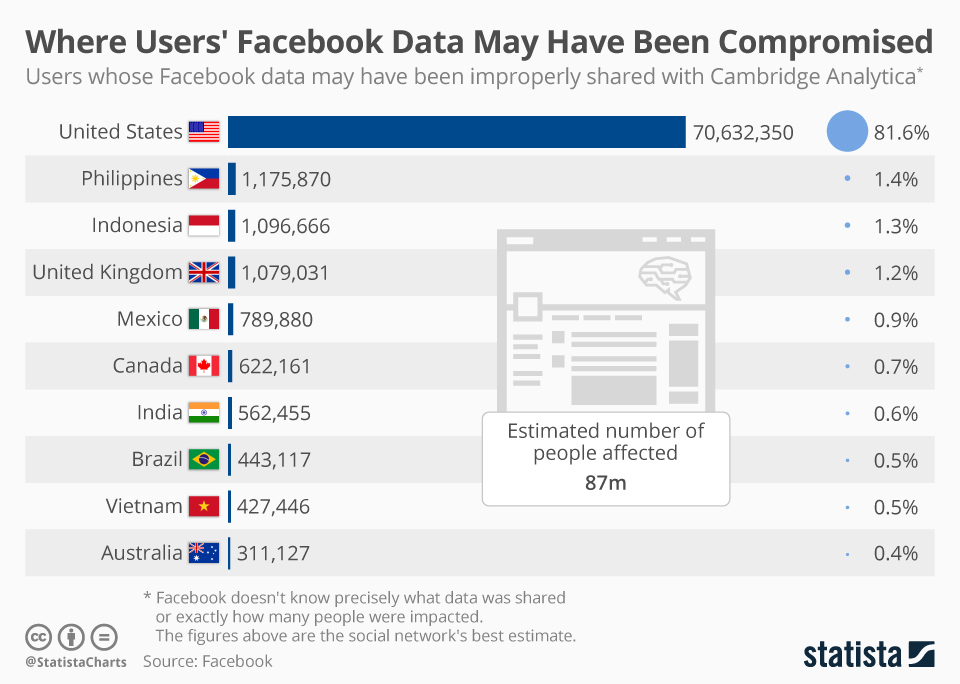 Where Users' Facebook Data May Have Been Compromised
Users whose Facebook data may have been improperly shared with Cambridge Analytica*
United States 70,632,350 81.6%
Philippines 1,175,870 1.4%
Indonesia 1,096,666 1.3%
United Kingdom 1,079,031 1.2%
Mexico 789,880 0.9%
Canada 622,161 0.7%
India 562,455 0.6%
Brazil 443,117 0.5%
Vietnam 427,446 0.5%
Australia 311,127 0.4%
Estimated number of
people affected
87m
* Facebook doesn't know precisely what data was shared
or exactly how many people were impacted.
The figures above are the social network's best estimate.
cc
@StatistaCharts Source: Facebook
statista